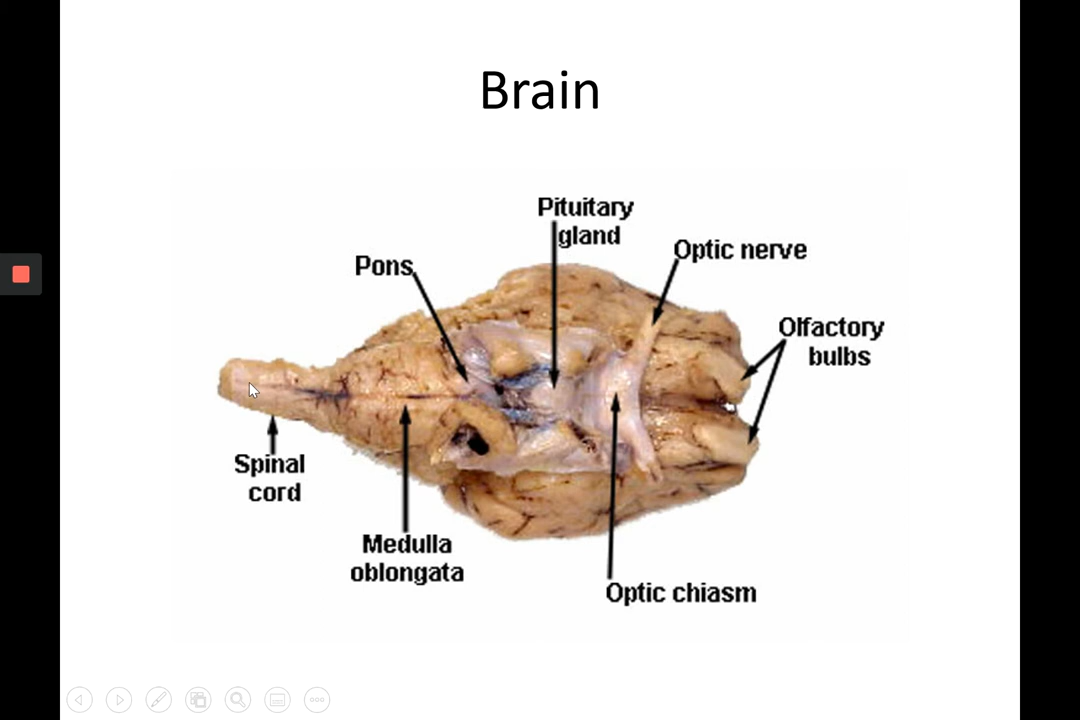 Brain
Pituitary
gland
Optic nerve
Pons
Olfactory
bulbs
Spinal
cord
Medulla
oblongata
Optic chiasm